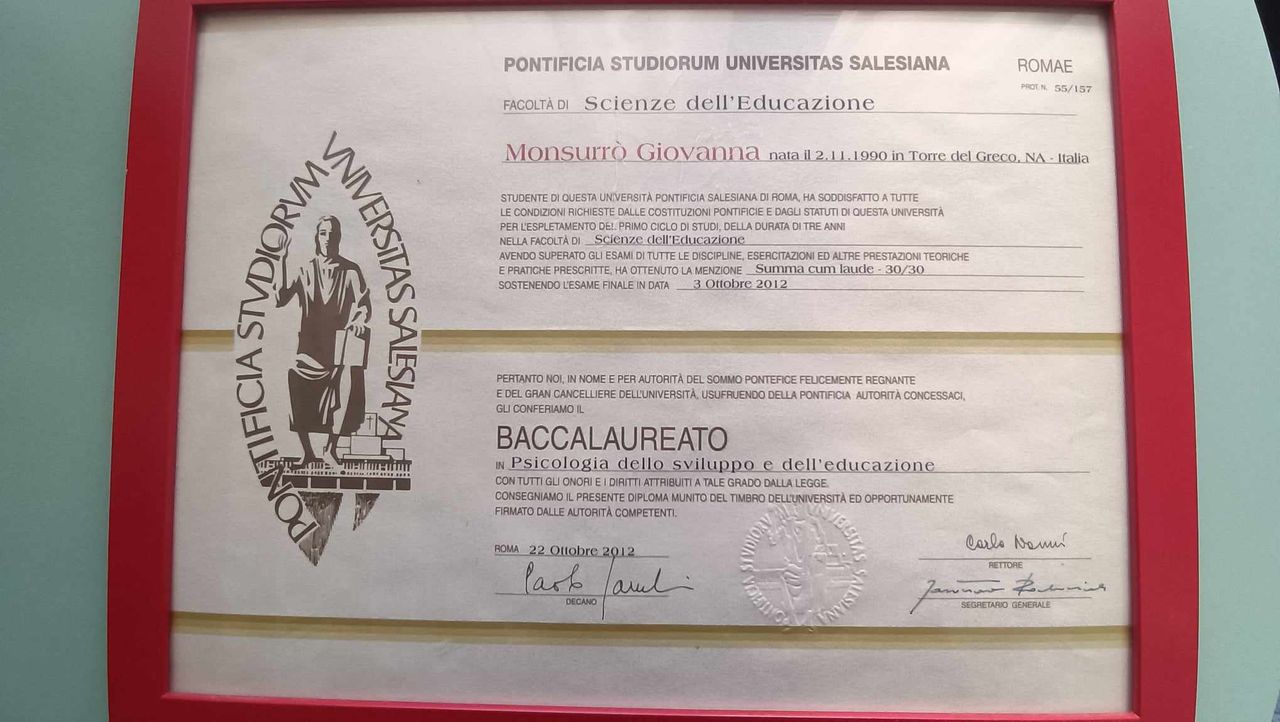 PONTIFICIA STUDIORUM UNIVERSITAS SALESIANA
ROMAE
PROT. N. 55/157
FACOLTÀ DI Scienze dell'Educazione
Monsurrò Giovanna nata il 2.11.1990 in Torre del Greco, NA - Italia
STUDENTE DI QUESTA UNIVERSITÀ PONTIFICIA SALESIANA DI ROMA, HA SODDISFATTO A TUTTE
LE CONDIZIONI RICHIESTE DALLE COSTITUZIONI PONTIFICIE E DAGLI STATUTI DI QUESTA UNIVERSITÀ
PER L'ESPLETAMENTO DEL PRIMO CICLO DI STUDI, DELLA DURATA DI TRE ANNI
NELLA FACOLTÀ DI Scienze dell'Educazione
AVENDO SUPERATO GLI ESAMI DI TUTTE LE DISCIPLINE, ESERCITAZIONI ED ALTRE PRESTAZIONI TEORICHE
E PRATICHE PRESCRITTE, HA OTTENUTO LA MENZIONE Summa cum laude - 30/30
SOSTENENDO L'ESAME FINALE IN DATA 3 Ottobre 2012
PONTIFICIA STVDIORVM VNIVERSITAS SALESIANA
PERTANTO NOI, IN NOME E PER AUTORITÀ DEL SOMMO PONTEFICE FELICEMENTE REGNANTE
E DEL GRAN CANCELLIERE DELL'UNIVERSITÀ, USUFRUENDO DELLA PONTIFICIA AUTORITÀ CONCESSACI,
GLI CONFERIAMO IL
BACCALAUREATO
IN Psicologia dello sviluppo e dell'educazione
CON TUTTI GLI ONORI E I DIRITTI ATTRIBUITI A TALE GRADO DALLA LEGGE.
CONSEGNIAMO IL PRESENTE DIPLOMA MUNITO DEL TIMBRO DELL'UNIVERSITÀ ED OPPORTUNAMENTE
FIRMATO DALLE AUTORITÀ COMPETENTI.
ROMA 22 Ottobre 2012
DECANO
PONTIFICIA STVDIORVM VNIVERSITAS SALESIANA
Carlo Nanni
RETTORE
SEGRETARIO GENERALE